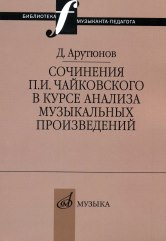 БИБЛИОТЕКА
МУЗЫКАНТА-ПЕДАГОГА
Д. Арутюнов
СОЧИНЕНИЯ
П.И. ЧАЙКОВСКОГО
В КУРСЕ АНАЛИЗА
МУЗЫКАЛЬНЫХ
ПРОИЗВЕДЕНИЙ
МУЗЫКА